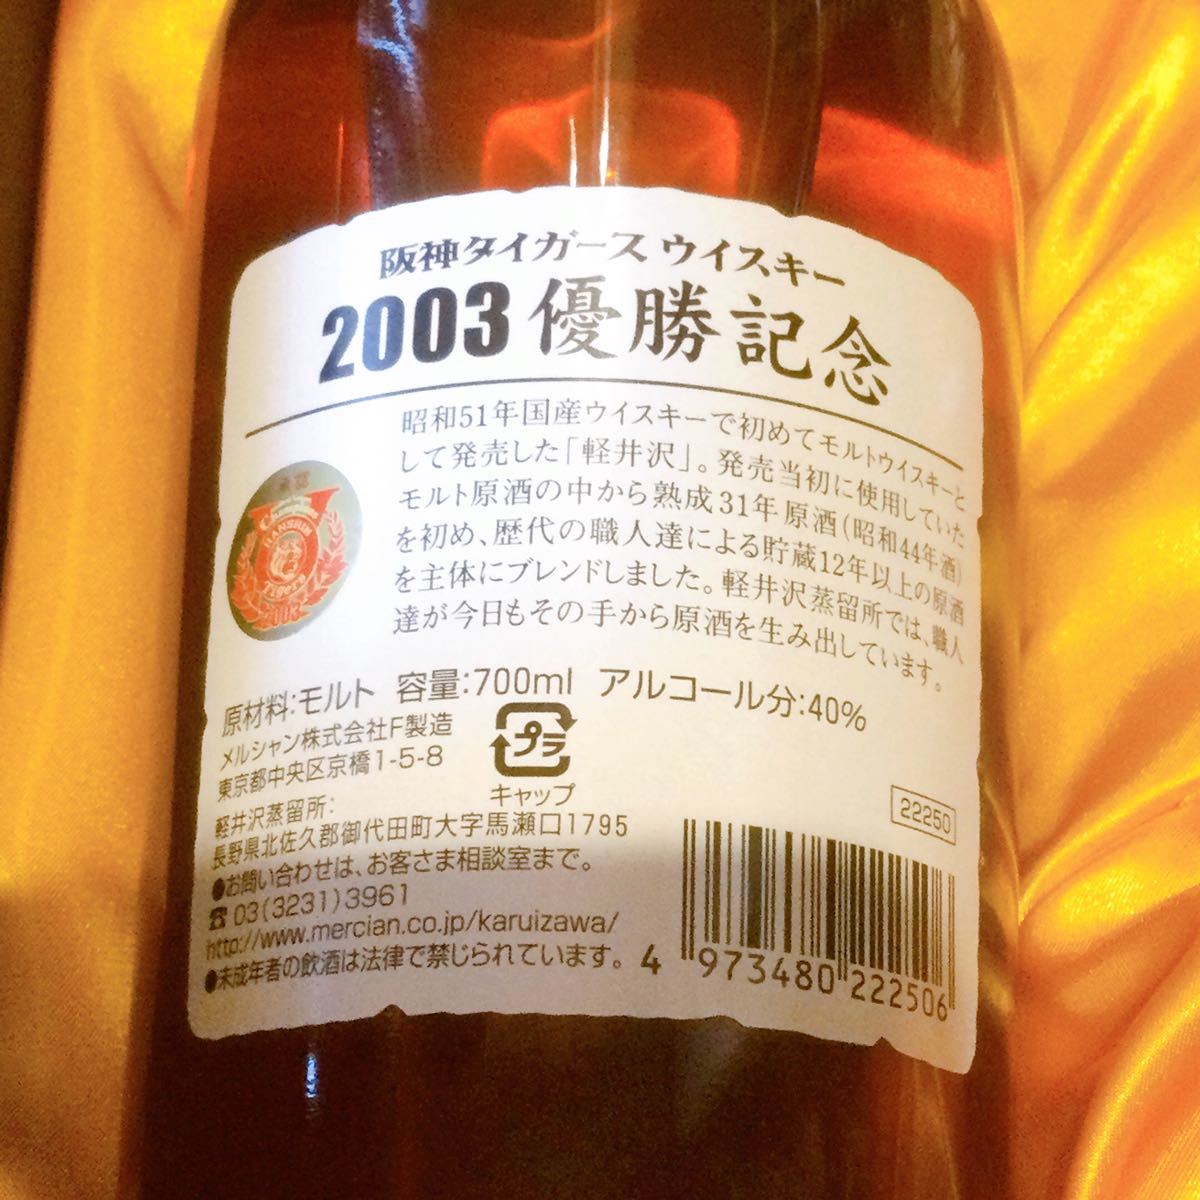 阪神タイガース ウイスキー
2003 優勝記念
昭和51年国産ウイスキーで初めてモルトウイスキーと
して発売した「軽井沢」。発売当初に使用していた
モルト原酒の中から熟成31年原酒(昭和44年酒)
を初め、歴代の職人達による貯蔵12年以上の原酒
を主体にブレンドしました。軽井沢蒸留所では、職人
達が今日もその手から原酒を生み出しています。
Champions
HANSHIN
TIGERS
2003
原材料:モルト 容量:700ml アルコール分:40%
メルシャン株式会社F製造
東京都中央区京橋1-5-8
プラ
キャップ
軽井沢蒸留所:
長野県北佐久郡御代田町大字馬瀬口1795
●お問い合わせは、お客さま相談室まで。
☎03(3231)3961
http://www.mercian.co.jp/karuizawa/
●未成年者の飲酒は法律で禁じられています。
22250
4 973480 222506